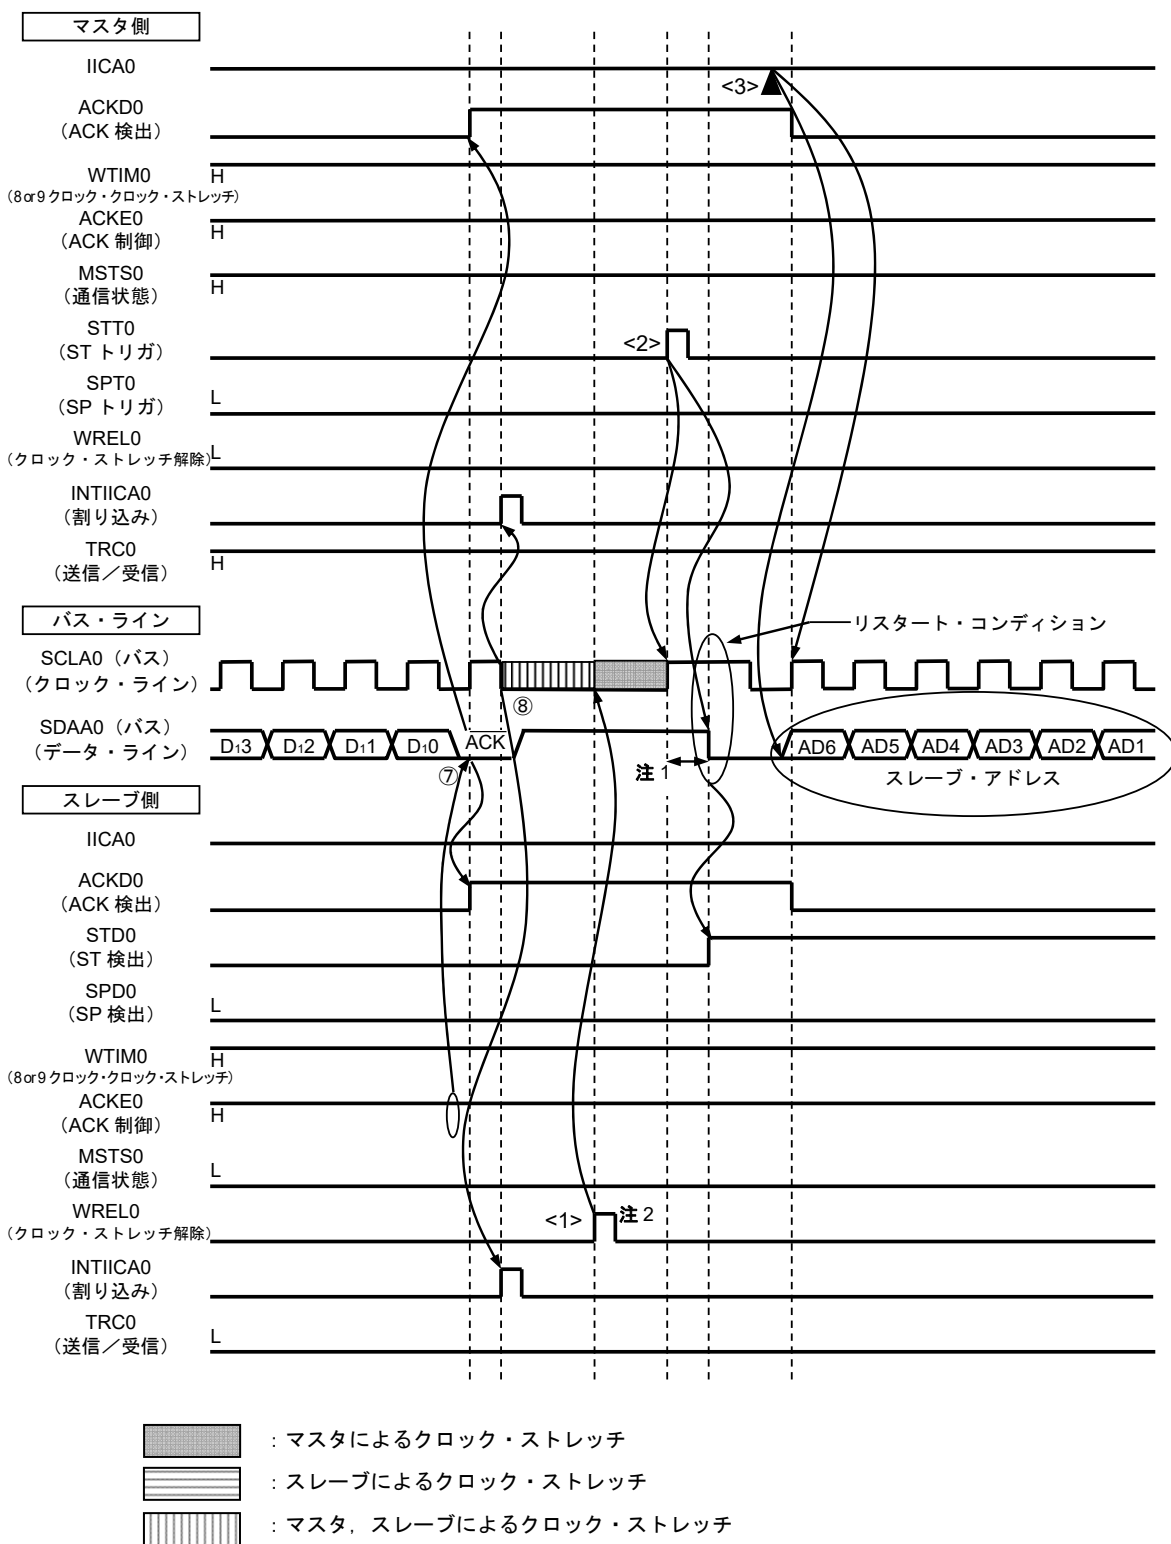 マスタ側
IICA0
<3>
ACKD0
（ACK 検出）
WTIM0
H
（8 or 9 クロック・クロック・ストレッチ）
ACKE0
（ACK 制御）
H
MSTS0
（通信状態）
H
STT0
（ST トリガ）
<2>
SPT0
（SP トリガ）
L
WREL0
（クロック・ストレッチ解除）
L
INTIICA0
（割り込み）
TRC0
（送信／受信）
H
バス・ライン
リスタート・コンディション
SCLA0（バス）
（クロック・ライン）
⑧
SDAA0（バス）
（データ・ライン）
D₁3 D₁2 D₁1 D₁0 ACK AD6 AD5 AD4 AD3 AD2 AD1
⑦
注 1
スレーブ・アドレス
スレーブ側
IICA0
ACKD0
（ACK 検出）
STD0
（ST 検出）
SPD0
（SP 検出）
L
WTIM0
H
（8 or 9 クロック・クロック・ストレッチ）
ACKE0
（ACK 制御）
H
MSTS0
（通信状態）
L
WREL0
（クロック・ストレッチ解除）
<1>
注 2
INTIICA0
（割り込み）
TRC0
（送信／受信）
L
：マスタによるクロック・ストレッチ
：スレーブによるクロック・ストレッチ
：マスタ，スレーブによるクロック・ストレッチ